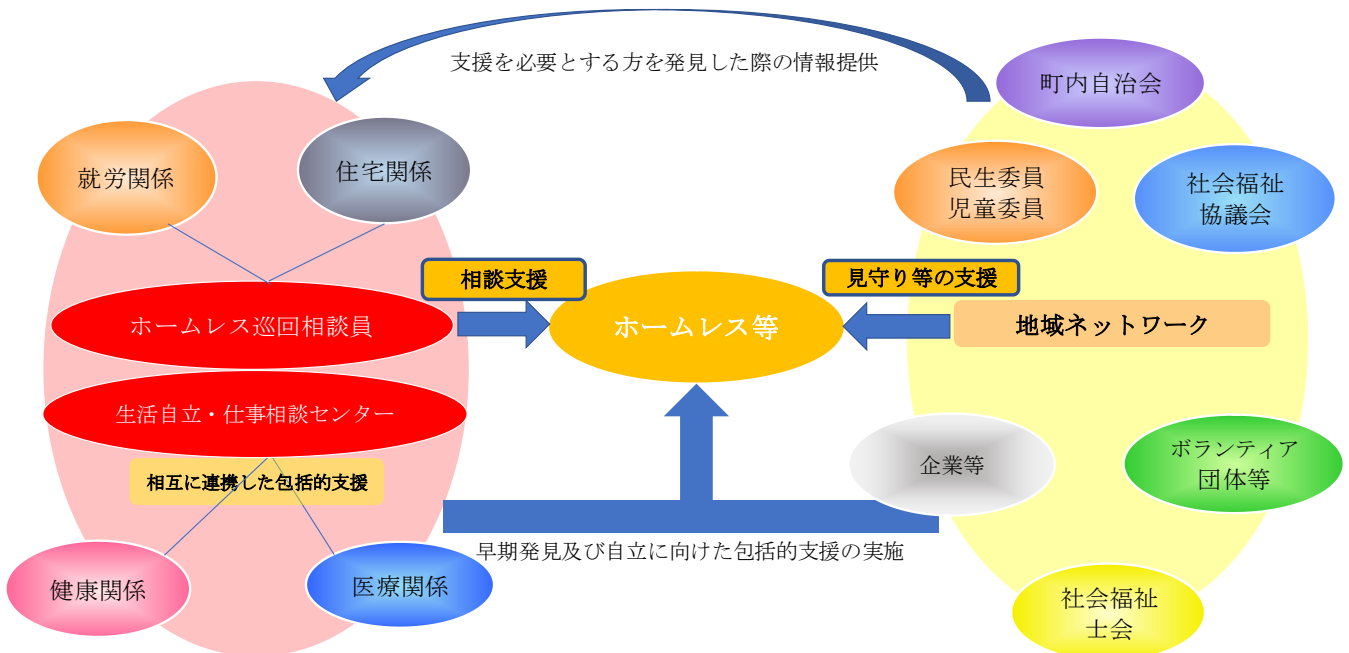 支援を必要とする方を発見した際の情報提供
町内自治会
就労関係
住宅関係
民生委員
児童委員
社会福祉
協議会
相談支援
見守り等の支援
ホームレス巡回相談員
ホームレス等
地域ネットワーク
生活自立・仕事相談センター
相互に連携した包括的支援
企業等
ボランティア
団体等
早期発見及び自立に向けた包括的支援の実施
健康関係
医療関係
社会福祉
士会